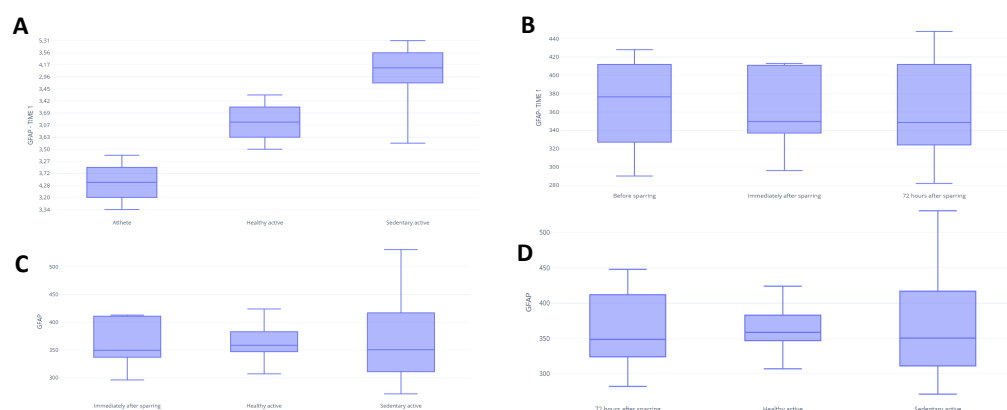 A
5,31
3,56
4,17
2,96
3,45
3,42
3,69
3,07
3,63
3,50
3,27
3,72
4,28
3,20
3,34
GFAP- TIME 1
Athlete
Healthy active
Sedentary active
B
440
420
400
380
360
340
320
300
280
GFAP- TIME 1
Before sparring
Immediately after sparring
72 hours after sparring
C
500
450
400
350
300
GFAP
Immediately after sparring
Healthy active
Sedentary active
D
500
450
400
350
300
GFAP
72 hours after sparring
Healthy active
Sedentary active